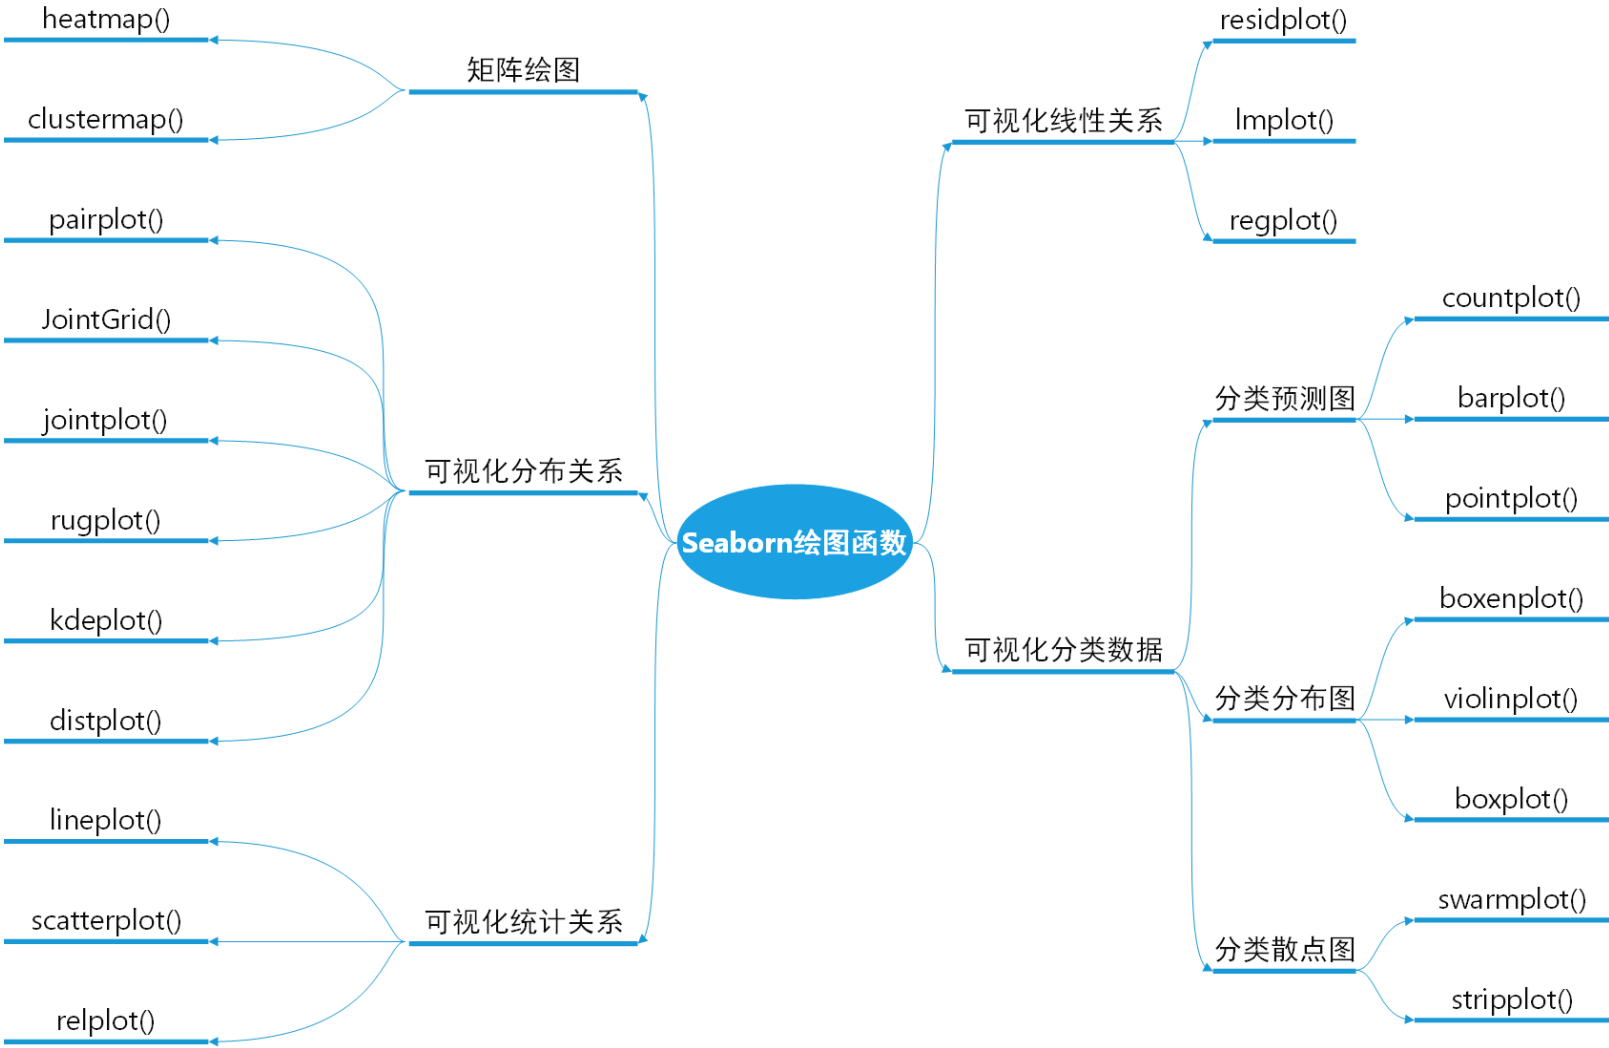 Seaborn绘图函数
矩阵绘图
heatmap()
clustermap()
可视化分布关系
pairplot()
JointGrid()
jointplot()
rugplot()
kdeplot()
distplot()
可视化统计关系
lineplot()
scatterplot()
relplot()
可视化线性关系
residplot()
lmplot()
regplot()
可视化分类数据
分类预测图
countplot()
barplot()
pointplot()
分类分布图
boxenplot()
violinplot()
boxplot()
分类散点图
swarmplot()
stripplot()